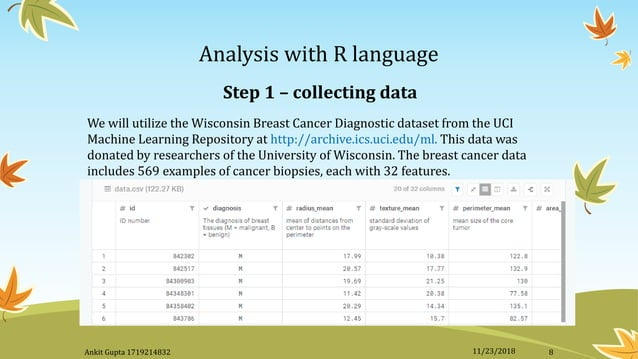 Analysis with R language
Step 1 – collecting data
We will utilize the Wisconsin Breast Cancer Diagnostic dataset from the UCI
Machine Learning Repository at http://archive.ics.uci.edu/ml. This data was
donated by researchers of the University of Wisconsin. The breast cancer data
includes 569 examples of cancer biopsies, each with 32 features.
data.csv (122.27 KB) 20 of 32 columns
# id ✓ diagnosis # radius_mean # texture_mean # perimeter_mean # area_
ID number The diagnosis of breast mean of distances from standard deviation of mean size of the core
tissues (M = malignant, B center to points on the gray-scale values tumor
= benign) perimeter
1 842302 M 17.99 10.38 122.8
2 842517 M 20.57 17.77 132.9
3 84300903 M 19.69 21.25 130
4 84348301 M 11.42 20.38 77.58
5 84358402 M 20.29 14.34 135.1
6 843786 M 12.45 15.7 82.57
Ankit Gupta 1719214832 11/23/2018 8